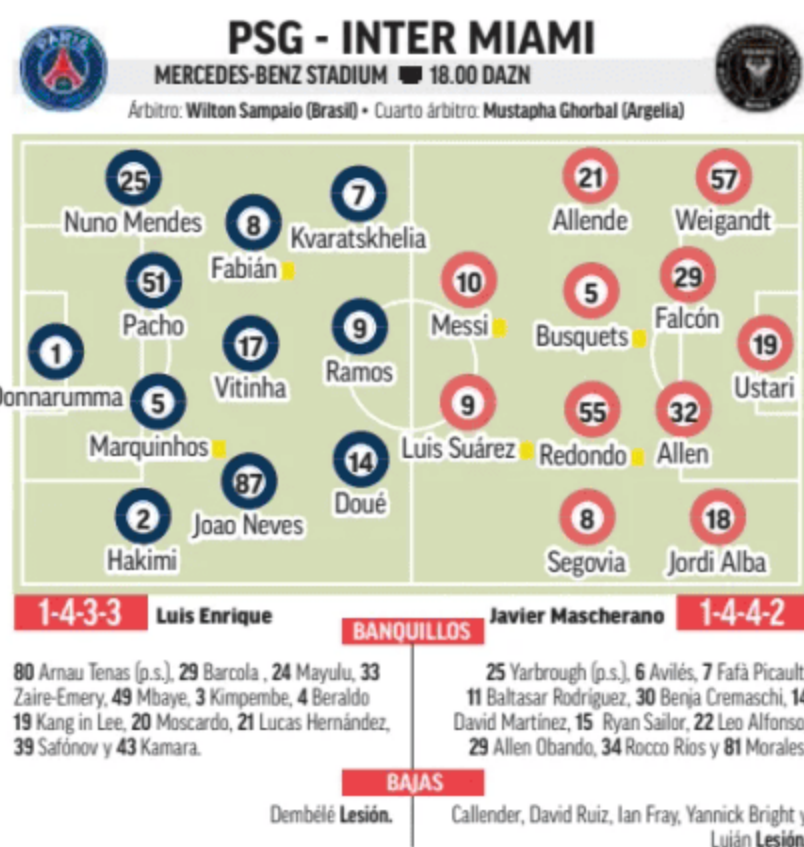 PARIS
PSG - INTER MIAMI
MERCEDES-BENZ STADIUM 18.00 DAZN
Árbitro: Wilton Sampaio (Brasil) • Cuarto árbitro: Mustapha Ghorbal (Argelia)
25
Nuno Mendes
8
Fabián
7
Kvaratskhelia
51
Pacho
1
Donnarumma
17
Vitinha
9
Ramos
5
Marquinhos
87
Joao Neves
14
Doué
2
Hakimi
21
Allende
57
Weigandt
10
Messi
5
Busquets
29
Falcón
19
Ustari
9
Luis Suárez
55
Redondo
32
Allen
8
Segovia
18
Jordi Alba
1-4-3-3 Luis Enrique
Javier Mascherano 1-4-4-2
BANQUILLOS
80 Arnau Tenas (p.s.), 29 Barcola , 24 Mayulu, 33
Zaire-Emery, 49 Mbaye, 3 Kimpembe, 4 Beraldo
19 Kang in Lee, 20 Moscardo, 21 Lucas Hernández,
39 Safónov y 43 Kamara.
25 Yarbrough (p.s.), 6 Avilés, 7 Fafà Picault
11 Baltasar Rodríguez, 30 Benja Cremaschi, 14
David Martínez, 15 Ryan Sailor, 22 Leo Alfonso
29 Allen Obando, 34 Rocco Ríos y 81 Morales
BAJAS
Dembélé Lesión.
Callender, David Ruiz, Ian Fray, Yannick Bright y
Luján Lesión